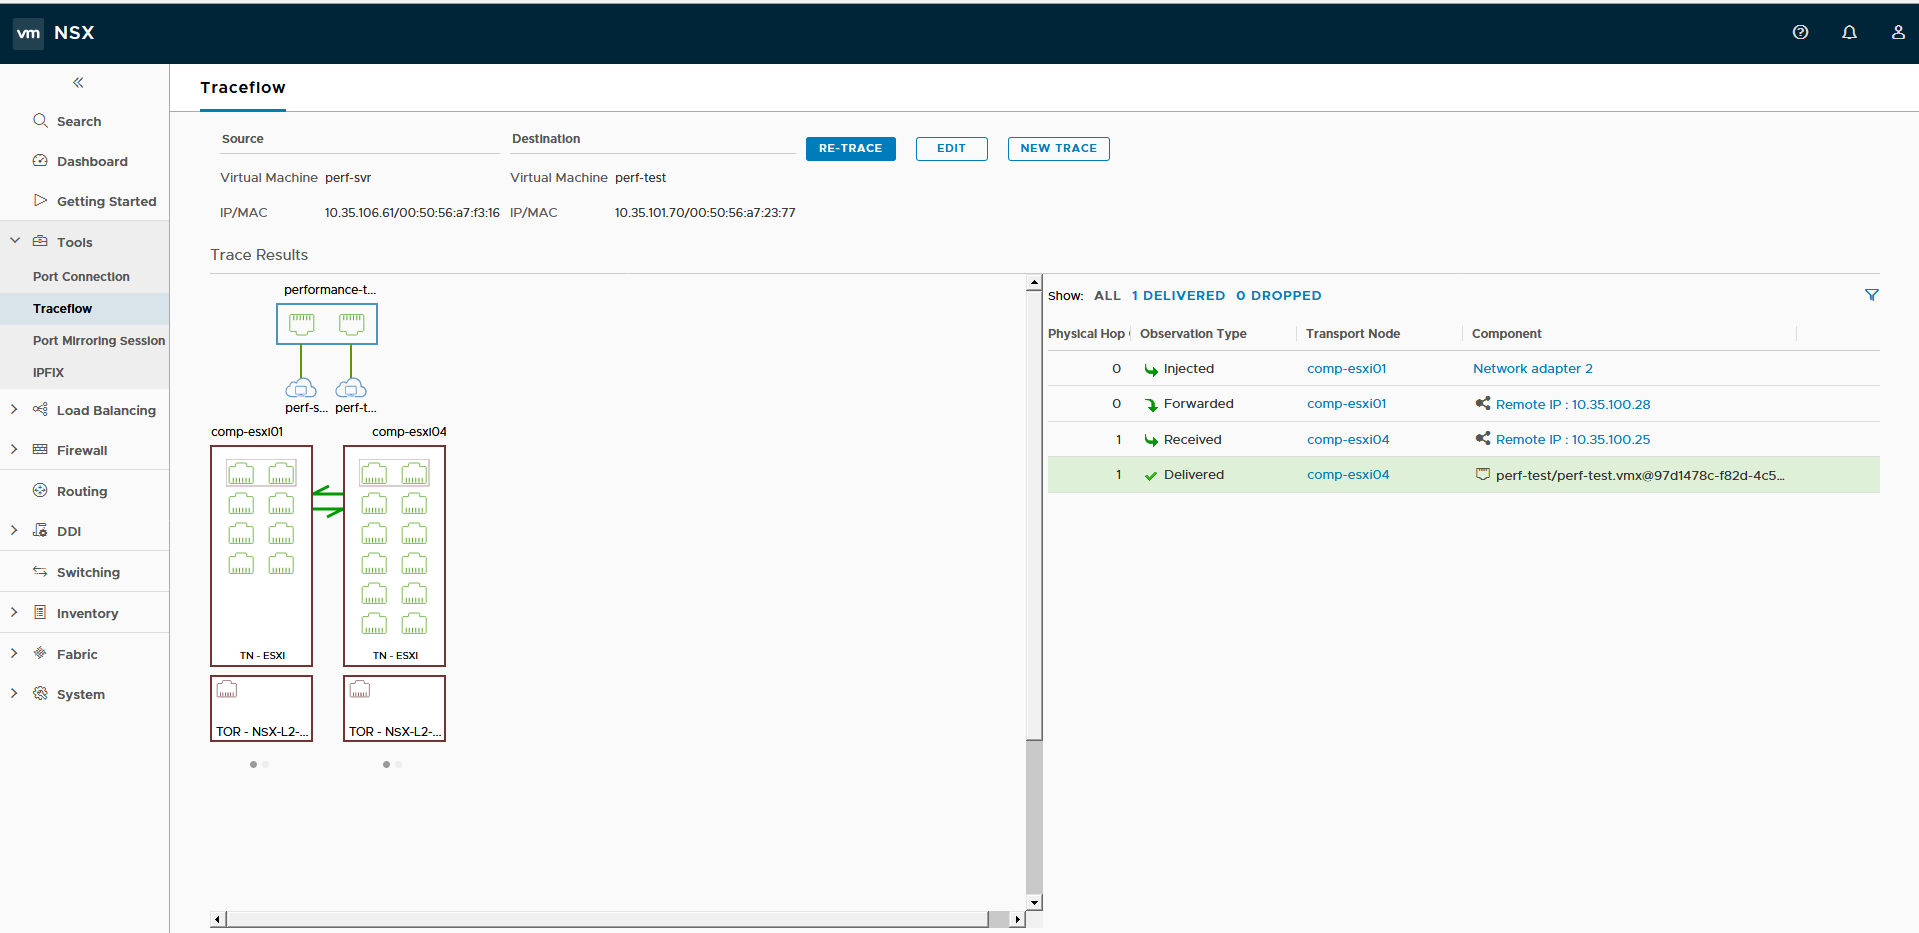 vm NSX
Search
Dashboard
Getting Started
Tools
Port Connection
Traceflow
Port Mirroring Session
IPFIX
Load Balancing
Firewall
Routing
DDI
Switching
Inventory
Fabric
System
Traceflow
Source
Destination
RE-TRACE EDIT NEW TRACE
Virtual Machine perf-svr
Virtual Machine perf-test
IP/MAC 10.35.106.61/00:50:56:a7:f3:16
IP/MAC 10.35.101.70/00:50:56:a7:23:77
Trace Results
performance-t...
perf-s... perf-t...
comp-esxi01 comp-esxi04
TN - ESXI TN - ESXI
TOR - NSX-L2-... TOR - NSX-L2-...
Show: ALL 1 DELIVERED 0 DROPPED
Physical Hop Observation Type Transport Node Component
0 Injected comp-esxi01 Network adapter 2
0 Forwarded comp-esxi01 Remote IP : 10.35.100.28
1 Received comp-esxi04 Remote IP : 10.35.100.25
1 Delivered comp-esxi04 perf-test/perf-test.vmx@97d1478c-f82d-4c5...